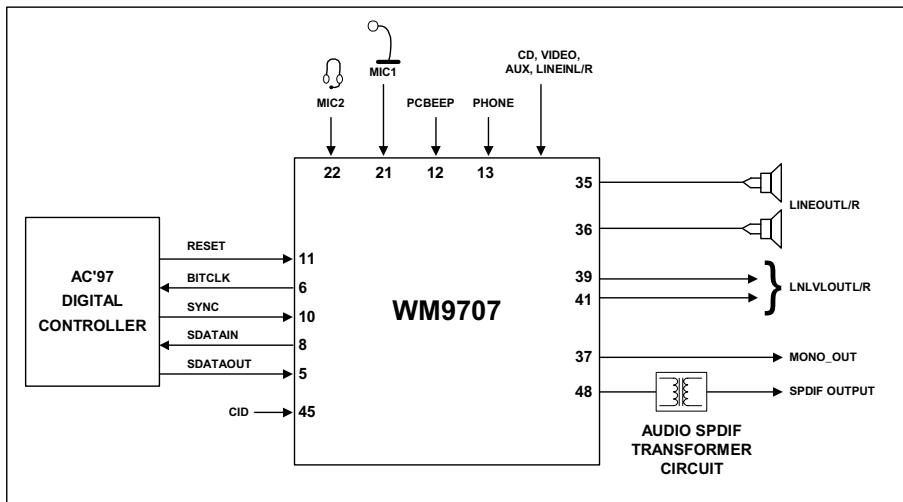 CD, VIDEO,
AUX, LINEINL/R
MIC1
MIC2
PCBEEP
PHONE
22
21
12
13
35
LINEOUTL/R
36
RESET
11
39
LNLVLOUTL/R
AC'97
DIGITAL
CONTROLLER
BITCLK
6
41
SYNC
10
WM9707
SDATAIN
8
37
MONO_OUT
SDATAOUT
5
48
SPDIF OUTPUT
CID
45
AUDIO SPDIF
TRANSFORMER
CIRCUIT